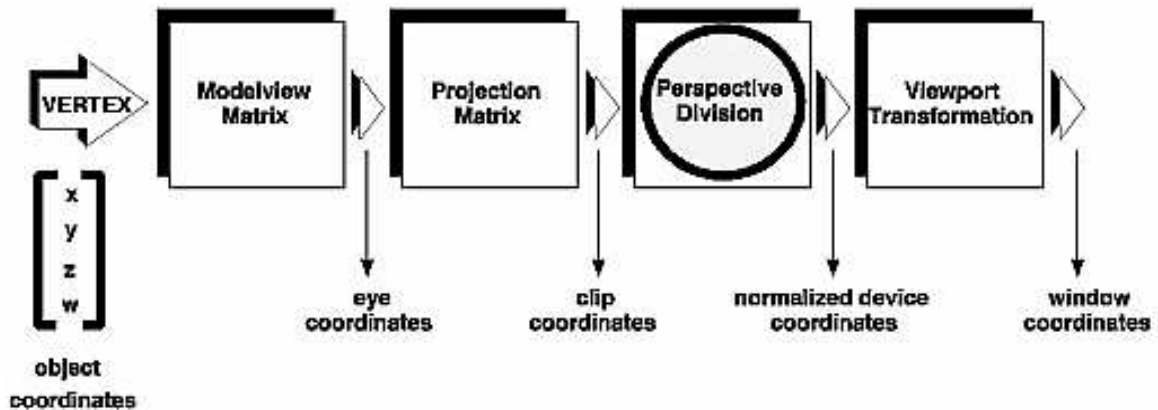 VERTEX
Modelview
Matrix
Projection
Matrix
Perspective
Division
Viewport
Transformation
x
y
z
w
object
coordinates
eye
coordinates
clip
coordinates
normalized device
coordinates
window
coordinates